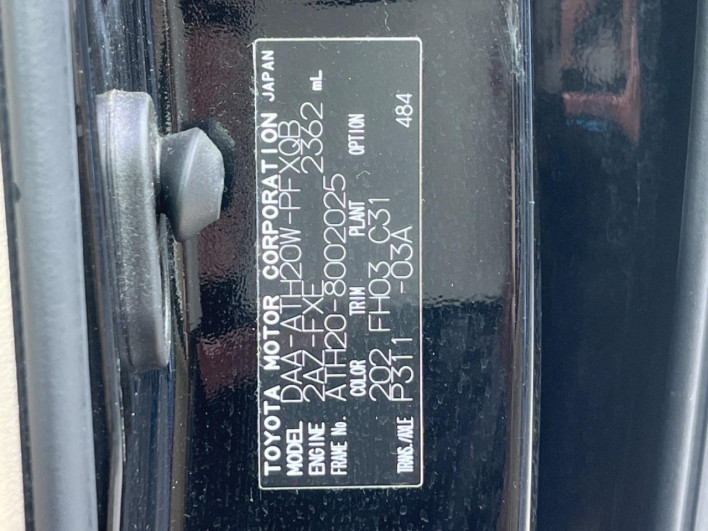 TOYOTA MOTOR CORPORATION JAPAN
MODEL DAA-ATH20W-PFXQB
ENGINE 2AZ-FXE 2362 mL
FRAME No. ATH20-8002025
COLOR TRIM PLANT OPTION
202 FH03 C31 484
TRANS./AXLE P311 -03A